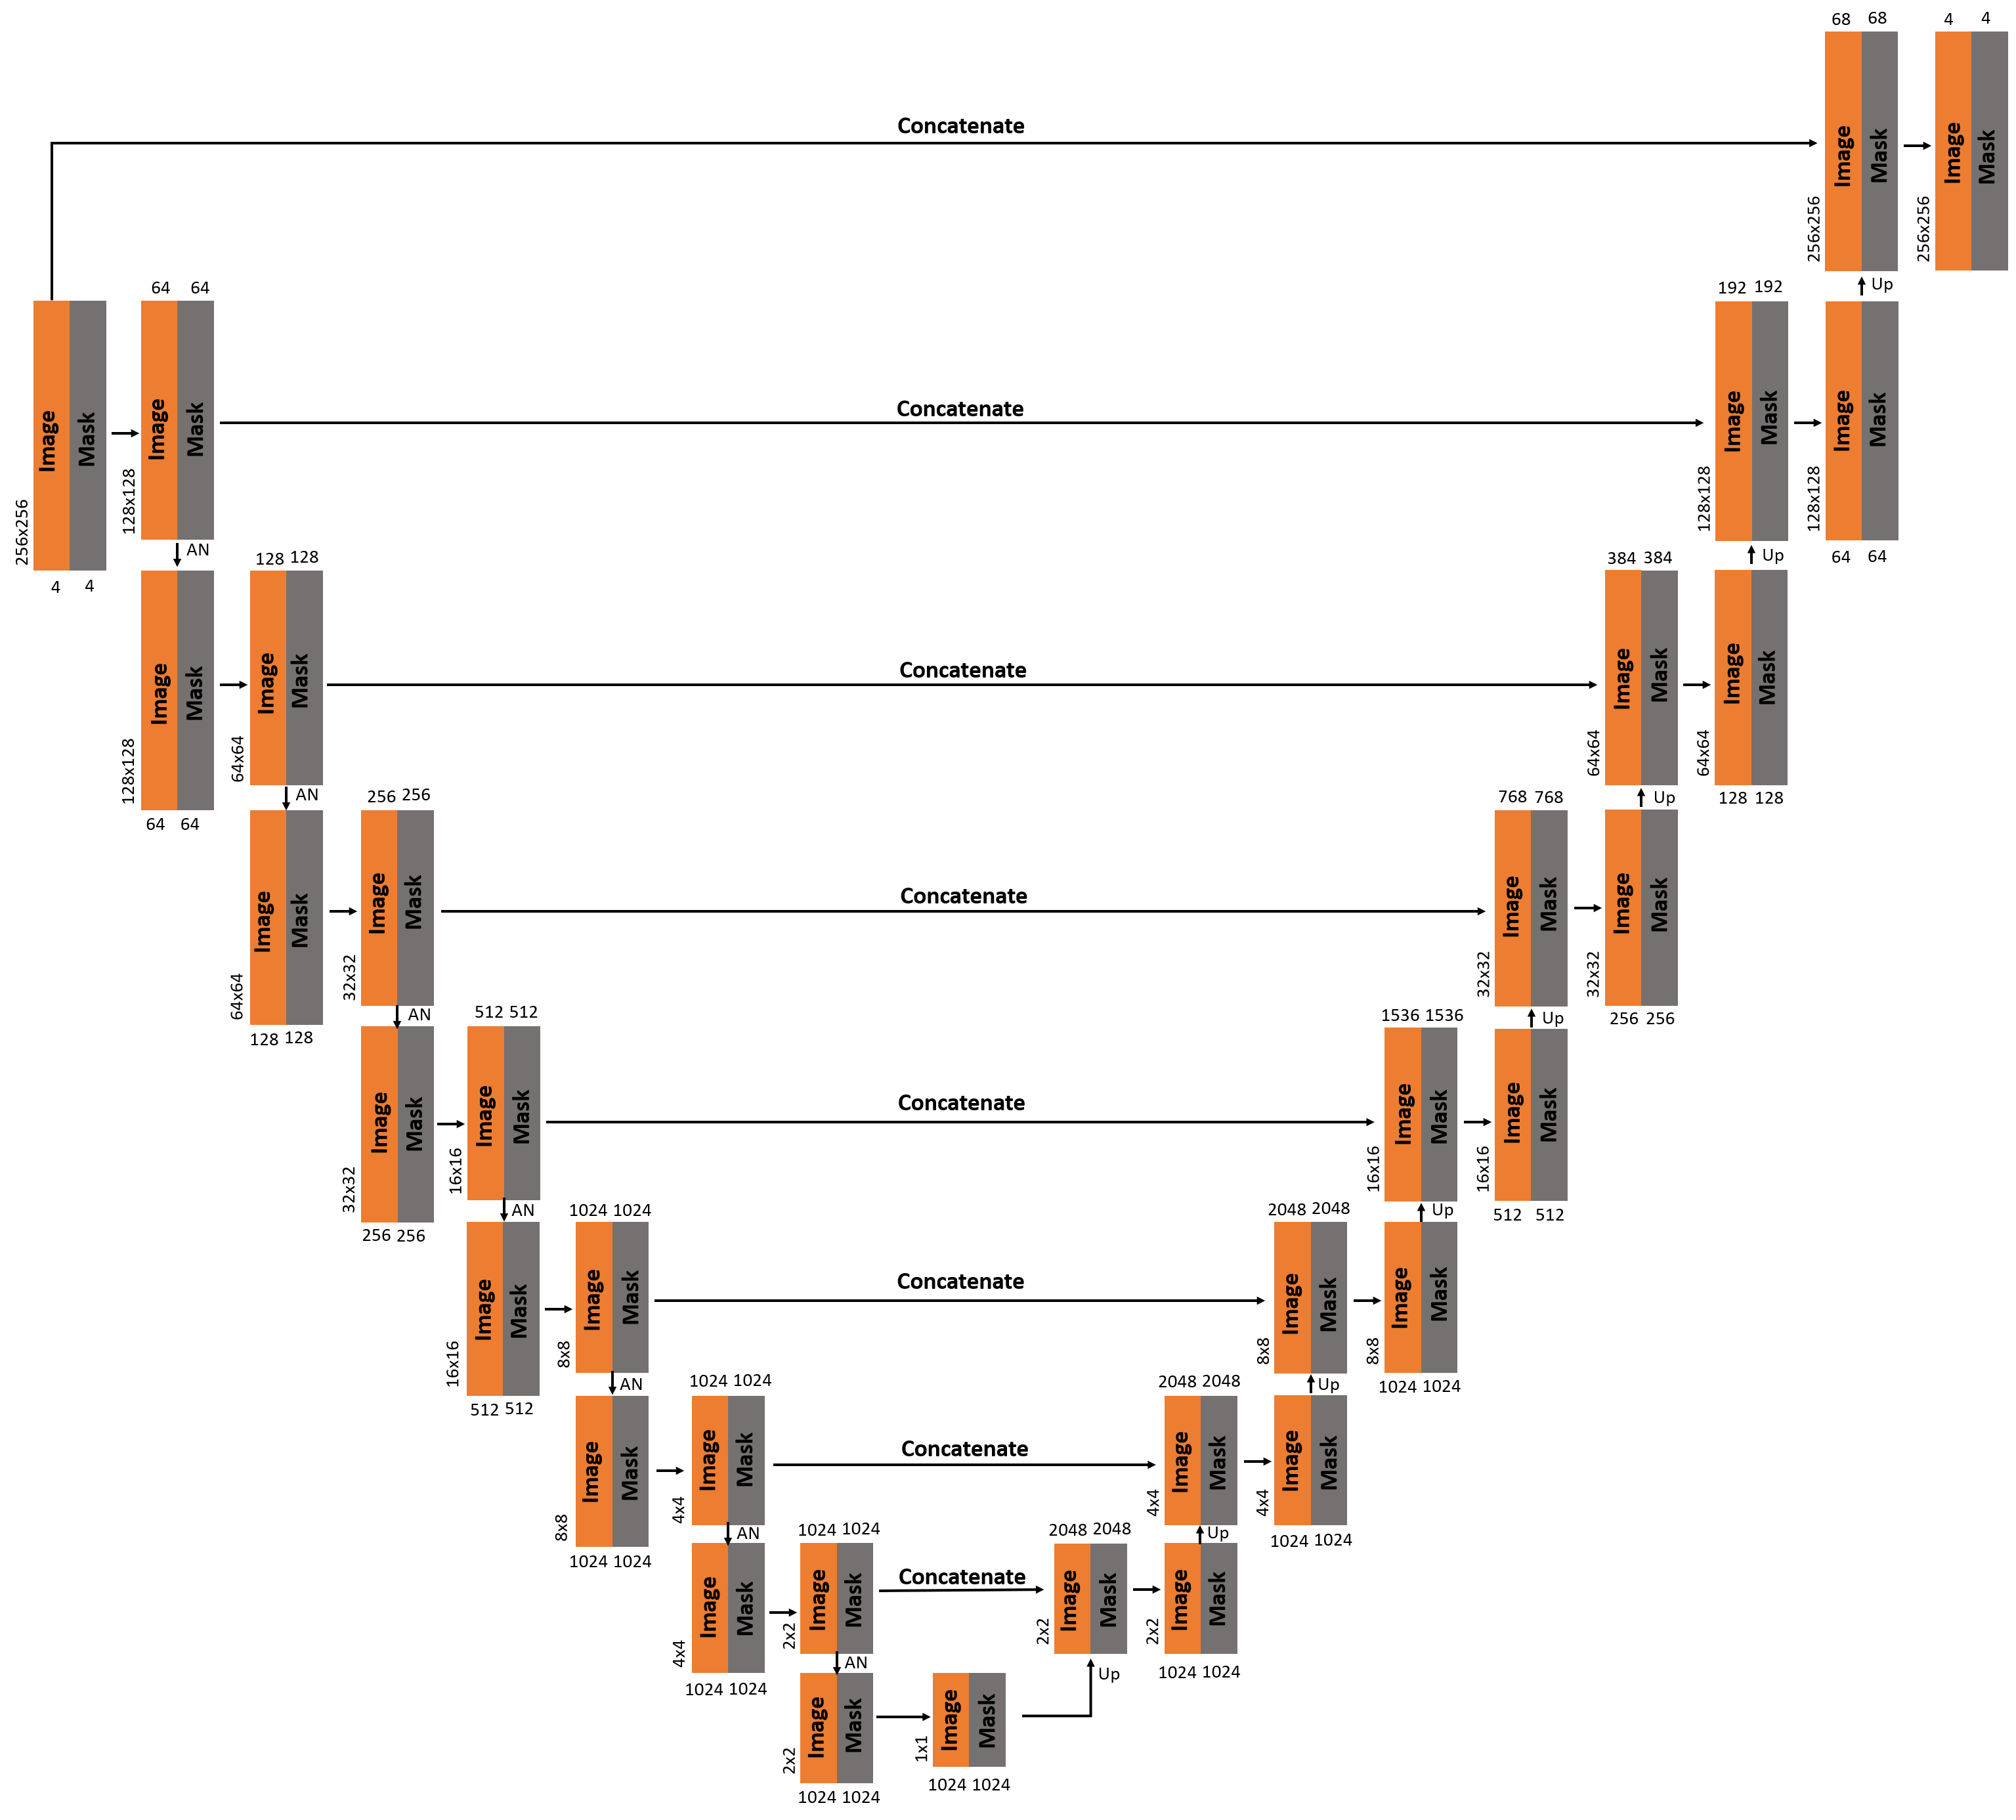 68 68
4 4
Image Mask
256x256
Image Mask
256x256
Concatenate
Up
64 64
192 192
Image Mask
256x256
4 4
Image Mask
128x128
Concatenate
Image Mask
128x128
Image Mask
128x128
64 64
AN
Up
128 128
384 384
Image Mask
128x128
64 64
Image Mask
64x64
Concatenate
Image Mask
64x64
Image Mask
64x64
128 128
AN
Up
256 256
768 768
Image Mask
64x64
128 128
Image Mask
32x32
Concatenate
Image Mask
32x32
Image Mask
32x32
256 256
AN
Up
512 512
1536 1536
Image Mask
32x32
256 256
Image Mask
16x16
Concatenate
Image Mask
16x16
Image Mask
16x16
512 512
AN
Up
1024 1024
2048 2048
Image Mask
16x16
512 512
Image Mask
8x8
Concatenate
Image Mask
8x8
Image Mask
8x8
1024 1024
AN
Up
1024 1024
2048 2048
Image Mask
8x8
1024 1024
Image Mask
4x4
Concatenate
Image Mask
4x4
Image Mask
4x4
1024 1024
AN
Up
1024 1024
2048 2048
Image Mask
4x4
1024 1024
Image Mask
2x2
Concatenate
Image Mask
2x2
Image Mask
2x2
1024 1024
AN
Up
Image Mask
2x2
1024 1024
Image Mask
1x1
1024 1024